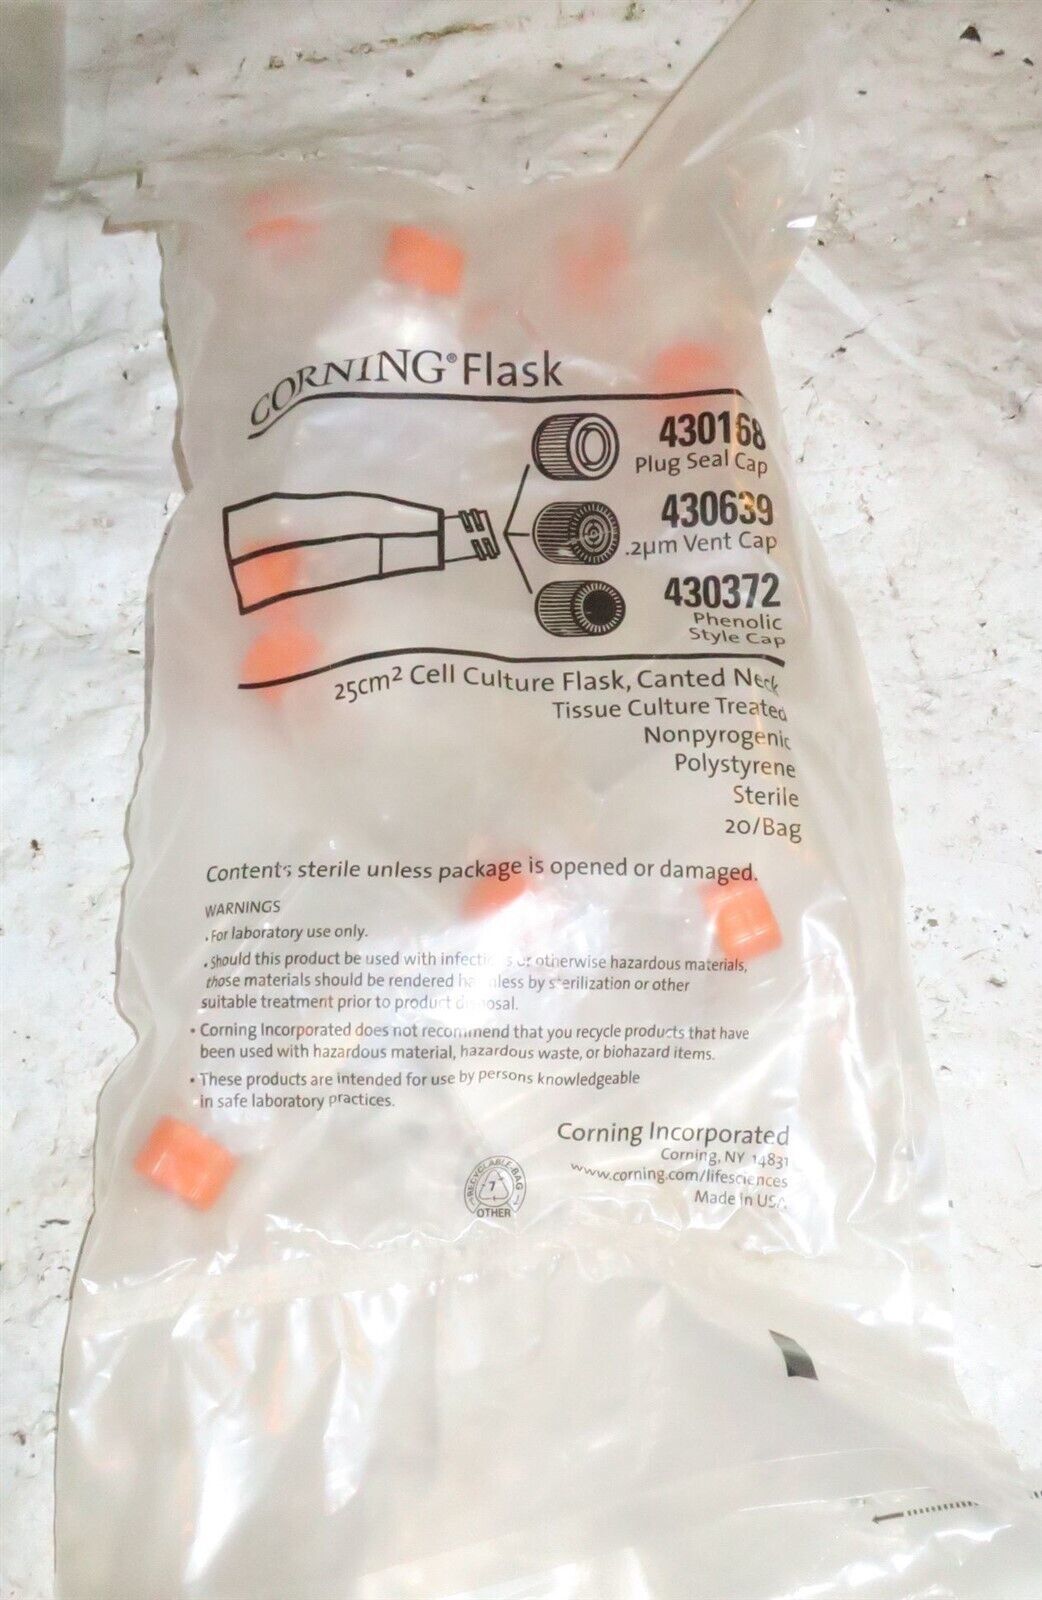 CORNING® Flask
430168
Plug Seal Cap
430639
.2µm Vent Cap
430372
Phenolic
Style Cap
25cm² Cell Culture Flask, Canted Neck
Tissue Culture Treated
Nonpyrogenic
Polystyrene
Sterile
20/Bag
Contents sterile unless package is opened or damaged.
WARNINGS
• For laboratory use only.
• Should this product be used with infectious or otherwise hazardous materials,
those materials should be rendered harmless by sterilization or other
suitable treatment prior to product disposal.
• Corning Incorporated does not recommend that you recycle products that have
been used with hazardous material, hazardous waste, or biohazard items.
• These products are intended for use by persons knowledgeable
in safe laboratory practices.
Corning Incorporated
Corning, NY 14831
www.corning.com/lifesciences
Made in USA
RECYCLABLE BAG
7
OTHER